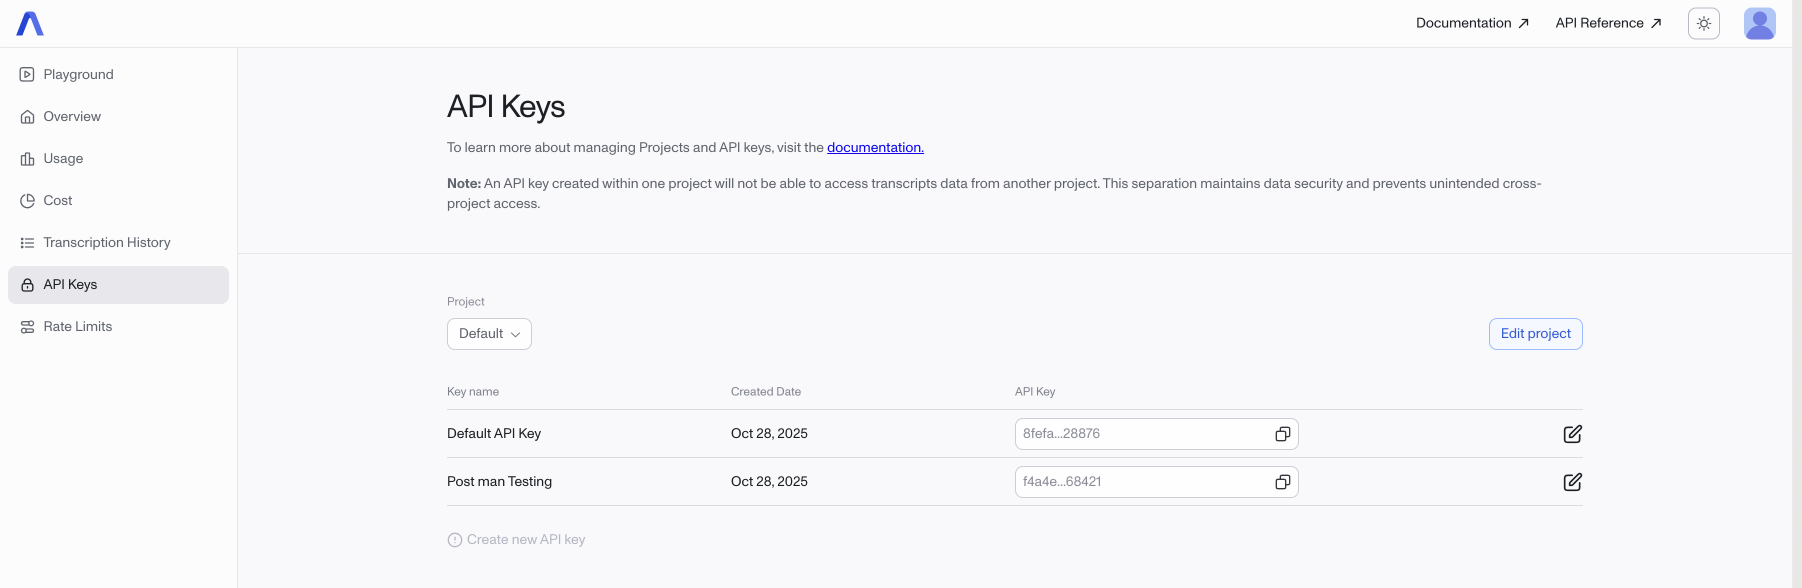 Documentation
API Reference
Playground
Overview
Usage
Cost
Transcription History
API Keys
Rate Limits
API Keys
To learn more about managing Projects and API keys, visit the documentation.
Note: An API key created within one project will not be able to access transcripts data from another project. This separation maintains data security and prevents unintended cross-
project access.
Project
Default
Edit project
Key name Created Date API Key
Default API Key Oct 28, 2025 8fefa...28876
Post man Testing Oct 28, 2025 f4a4e...68421
Create new API key